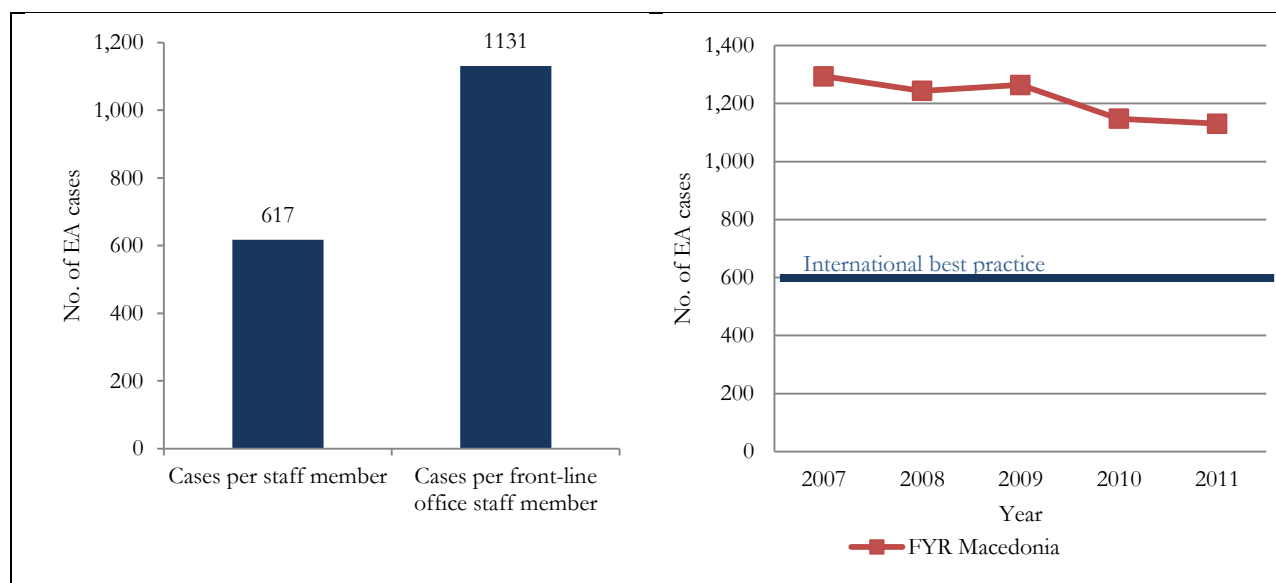 No. of EA cases
1,200
1,000
800
600
400
200
0
617
1131
Cases per staff member
Cases per front-line
office staff member
No. of EA cases
1,400
1,200
1,000
800
600
400
200
0
International best practice
2007 2008 2009 2010 2011
Year
FYR Macedonia